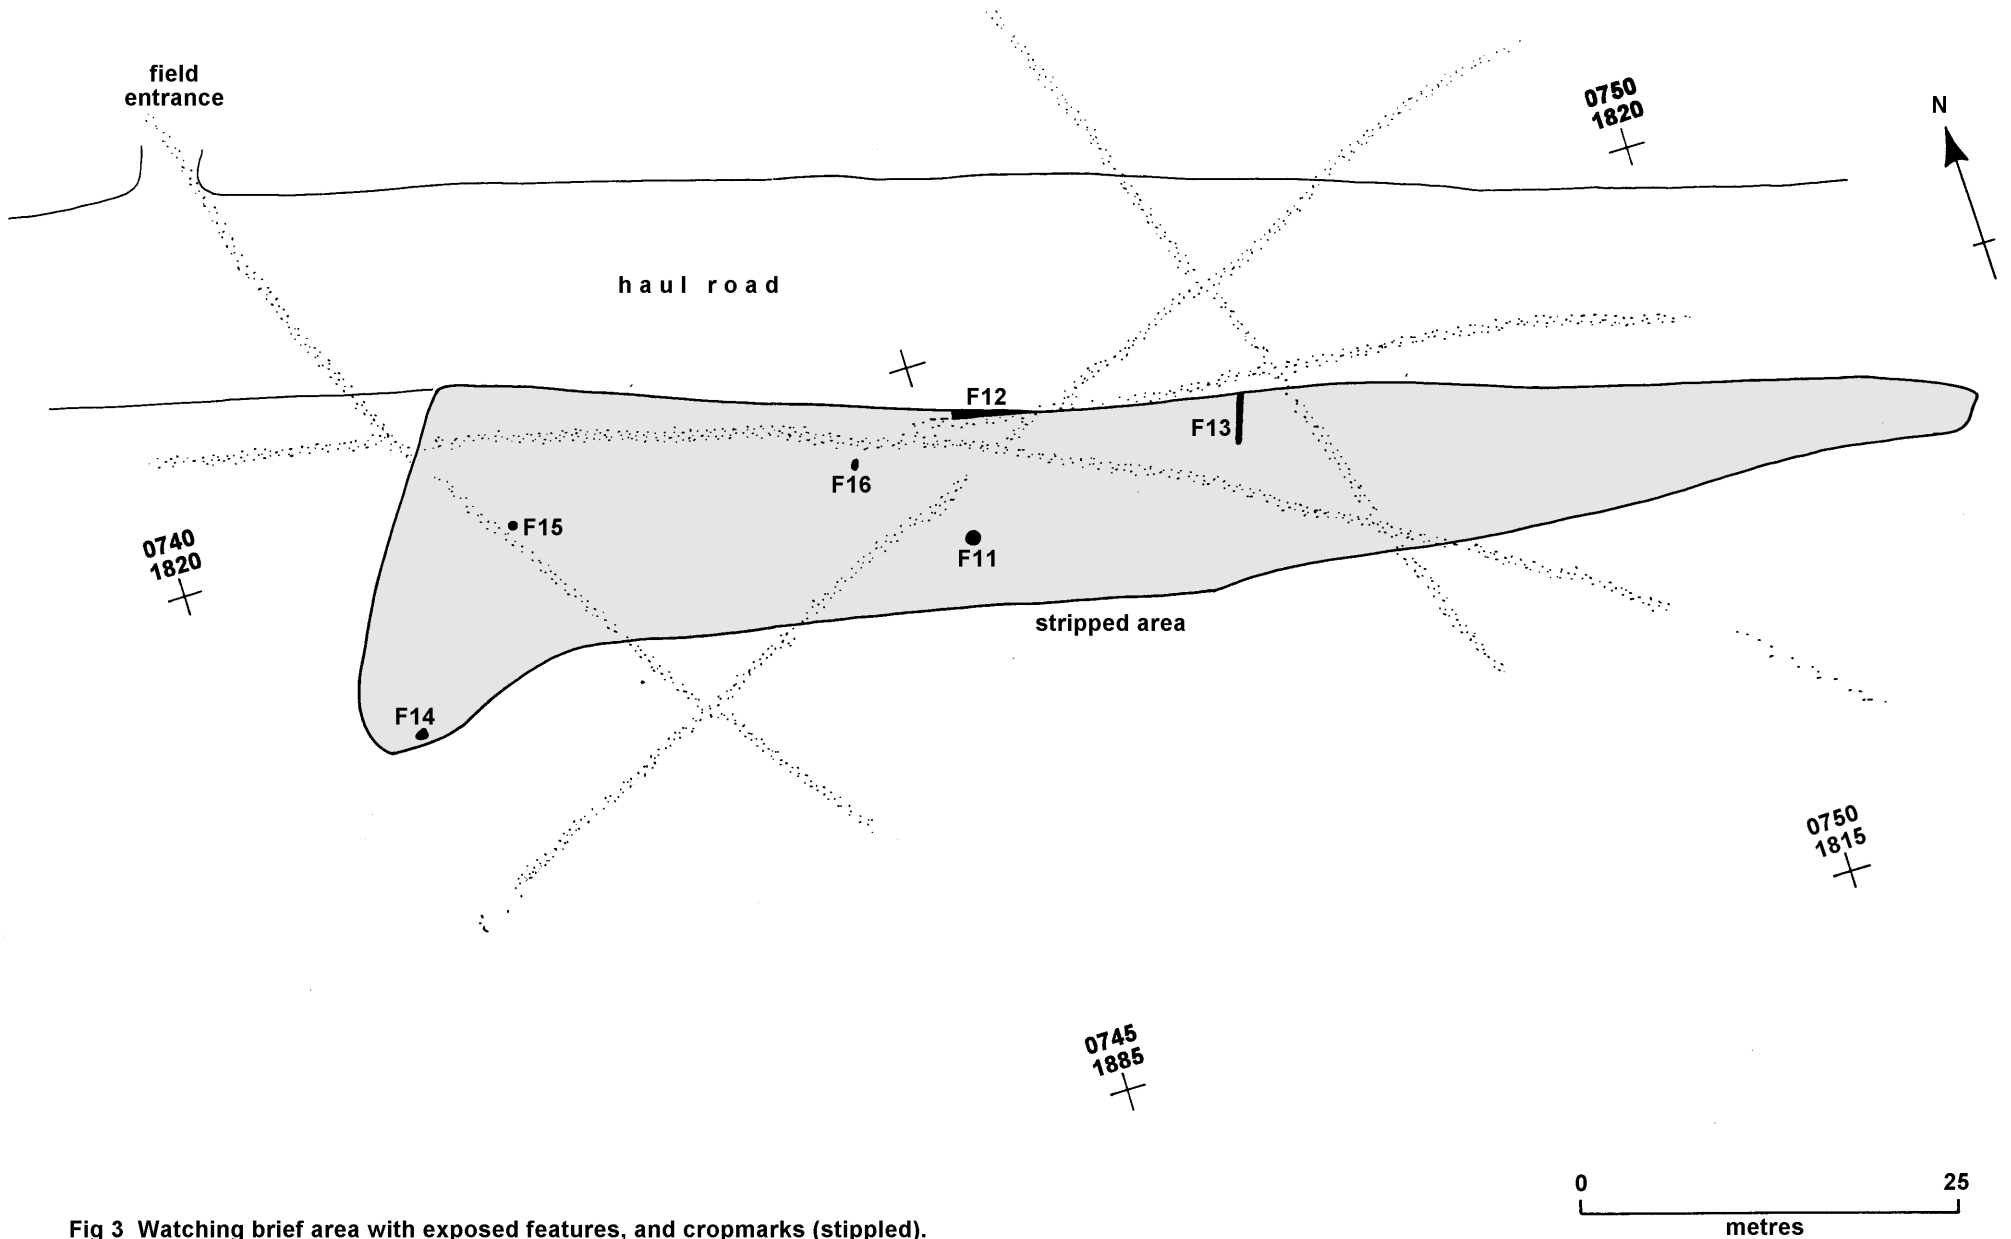 field
entrance
0750
1820
N
haul road
F12
F13
F16
F15
F11
0740
1820
stripped area
F14
0750
1815
0745
1885
0 25
metres
Fig 3 Watching brief area with exposed features, and cropmarks (stippled).